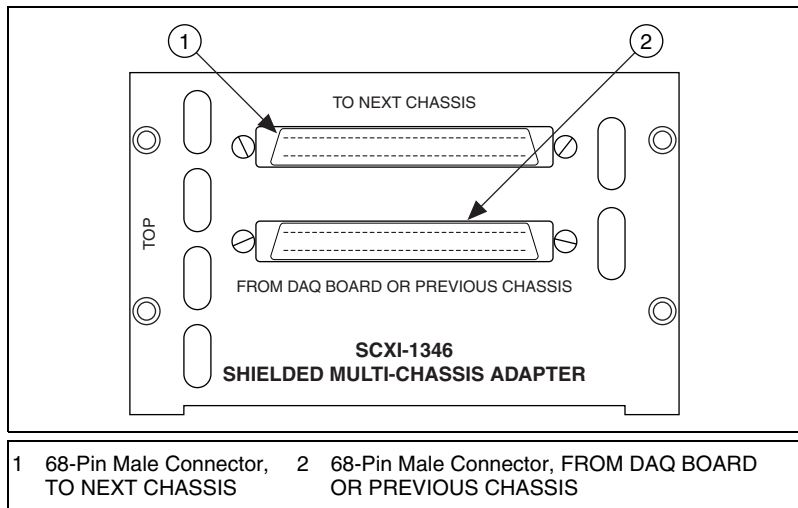 1
2
TO NEXT CHASSIS
TOP
FROM DAQ BOARD OR PREVIOUS CHASSIS
SCXI-1346
SHIELDED MULTI-CHASSIS ADAPTER
1 68-Pin Male Connector, TO NEXT CHASSIS
2 68-Pin Male Connector, FROM DAQ BOARD OR PREVIOUS CHASSIS